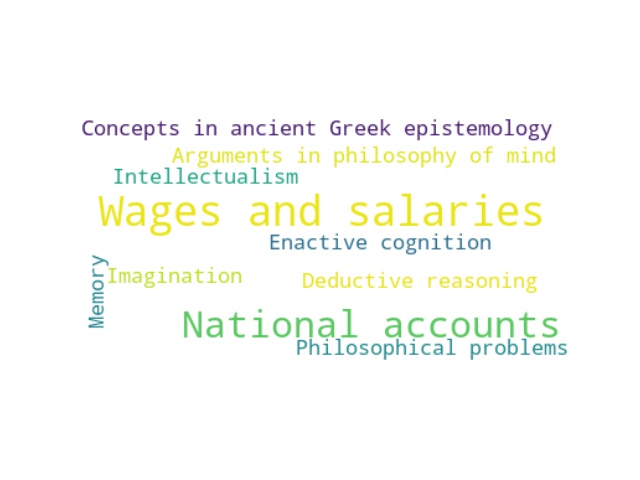 Concepts in ancient Greek epistemology
Arguments in philosophy of mind
Intellectualism
Wages and salaries
Enactive cognition
Memory
Imagination
Deductive reasoning
National accounts
Philosophical problems